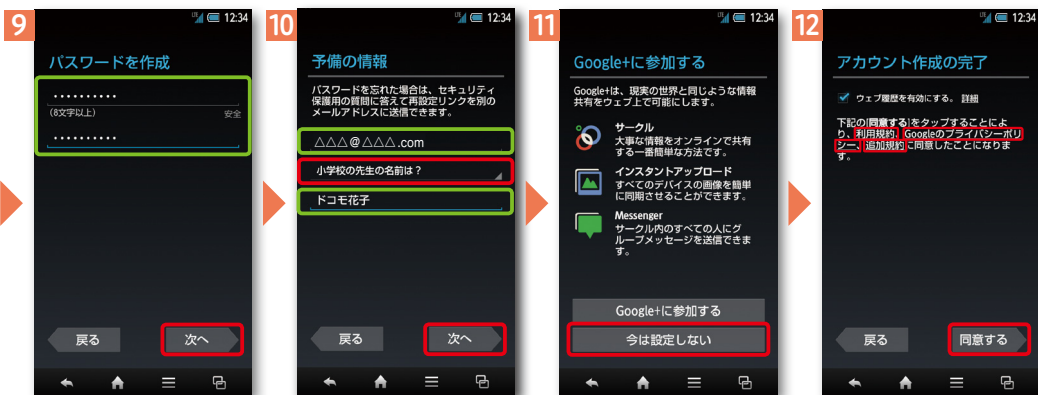 9
LTE 12:34
パスワードを作成
••••••••••
(8文字以上) 安全
••••••••••
戻る 次へ
10
LTE 12:34
予備の情報
パスワードを忘れた場合は、セキュリティ
保護用の質問に答えて再設定リンクを別の
メールアドレスに送信できます。
△△△@△△△.com
小学校の先生の名前は？
ドコモ花子
戻る 次へ
11
LTE 12:34
Google+に参加する
Google+は、現実の世界と同じような情報
共有をウェブ上で可能にします。
サークル
大事な情報をオンラインで共有
する一番簡単な方法です。
インスタントアップロード
すべてのデバイスの画像を簡単
に同期させることができます。
Messenger
サークル内のすべての人にグ
ループメッセージを送信できま
す。
Google+に参加する
今は設定しない
12
LTE 12:34
アカウント作成の完了
ウェブ履歴を有効にする。 詳細
下記の[同意する]をタップすることによ
り、利用規約、Googleのプライバシーポリ
シー、追加規約に同意したことになりま
す。
戻る 同意する